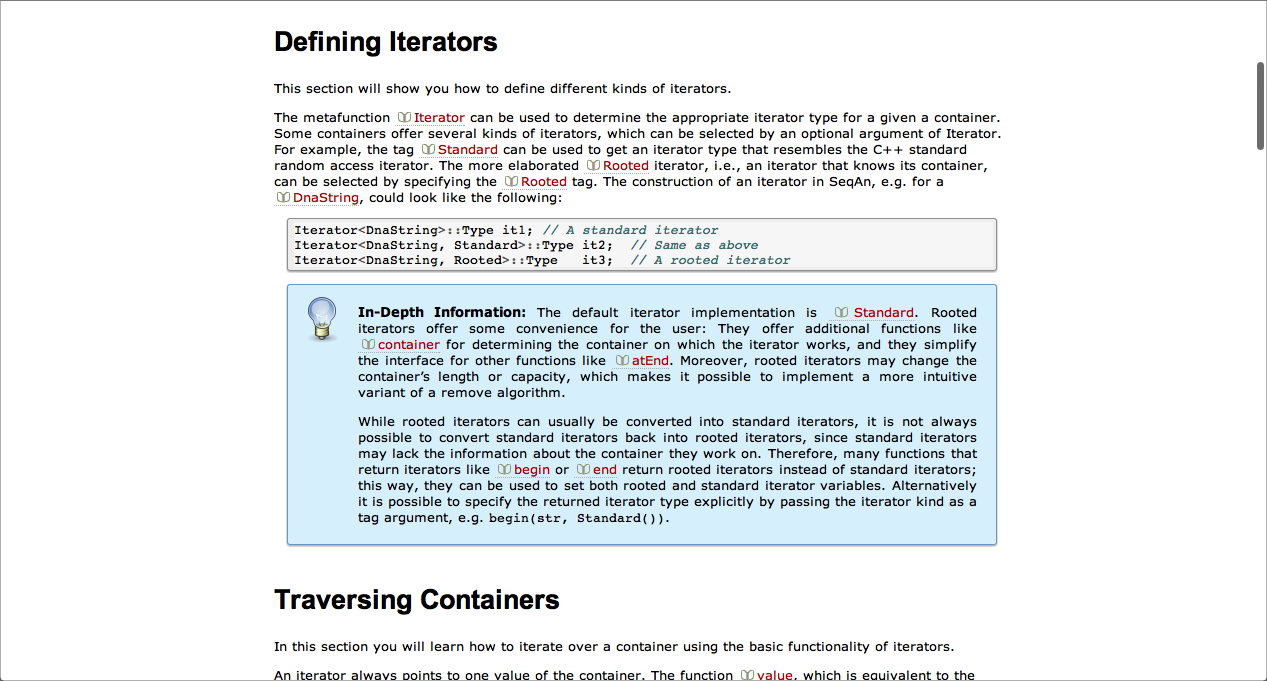 Defining Iterators
This section will show you how to define different kinds of iterators.
The metafunction Iterator can be used to determine the appropriate iterator type for a given a container.
Some containers offer several kinds of iterators, which can be selected by an optional argument of Iterator.
For example, the tag Standard can be used to get an iterator type that resembles the C++ standard
random access iterator. The more elaborated Rooted iterator, i.e., an iterator that knows its container,
can be selected by specifying the Rooted tag. The construction of an iterator in SeqAn, e.g. for a
DnaString, could look like the following:
Iterator<DnaString>::Type it1; // A standard iterator
Iterator<DnaString, Standard>::Type it2;  // Same as above
Iterator<DnaString, Rooted>::Type   it3;  // A rooted iterator
In-Depth Information: The default iterator implementation is Standard. Rooted
iterators offer some convenience for the user: They offer additional functions like
container for determining the container on which the iterator works, and they simplify
the interface for other functions like atEnd. Moreover, rooted iterators may change the
container’s length or capacity, which makes it possible to implement a more intuitive
variant of a remove algorithm.
While rooted iterators can usually be converted into standard iterators, it is not always
possible to convert standard iterators back into rooted iterators, since standard iterators
may lack the information about the container they work on. Therefore, many functions that
return iterators like begin or end return rooted iterators instead of standard iterators;
this way, they can be used to set both rooted and standard iterator variables. Alternatively
it is possible to specify the returned iterator type explicitly by passing the iterator kind as a
tag argument, e.g. begin(str, Standard()).
Traversing Containers
In this section you will learn how to iterate over a container using the basic functionality of iterators.
An iterator always points to one value of the container. The function value, which is equivalent to the